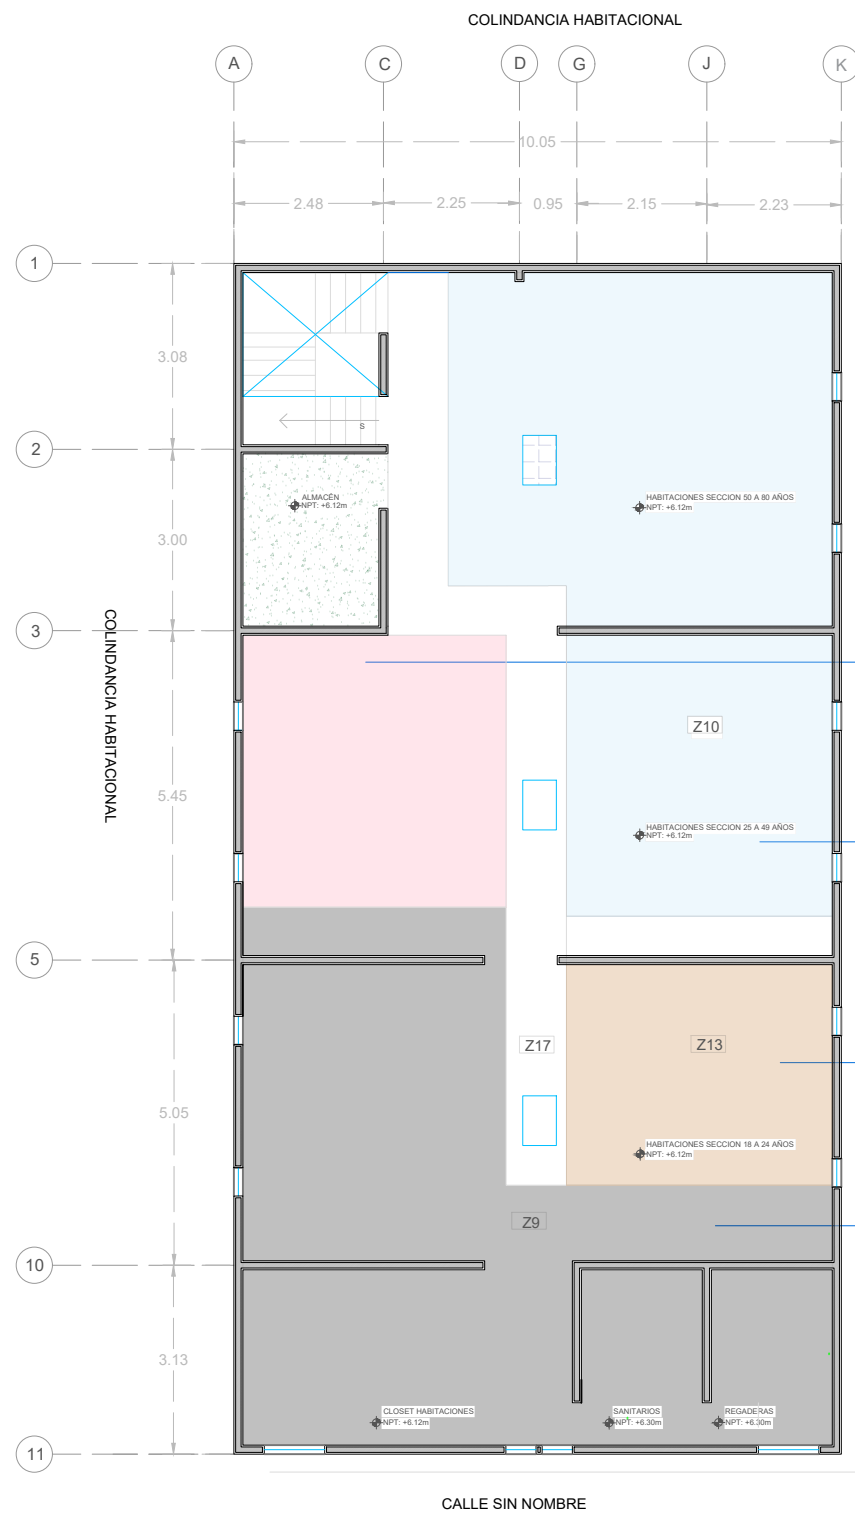 COLINDANCIA HABITACIONAL
A
C
D
G
J
K
10.05
2.48
2.25
0.95
2.15
2.23
1
3.08
S
2
ALMACÉN
NPT: +6.12m
HABITACIONES SECCION 50 A 80 AÑOS
NPT: +6.12m
3.00
3
COLINDANCIA HABITACIONAL
Z10
5.45
HABITACIONES SECCION 25 A 49 AÑOS
NPT: +6.12m
5
Z17
Z13
5.05
HABITACIONES SECCION 18 A 24 AÑOS
NPT: +6.12m
Z9
10
3.13
CLOSET HABITACIONES
NPT: +6.12m
SANITARIOS
NPT: +6.30m
REGADERAS
NPT: +6.30m
11
CALLE SIN NOMBRE